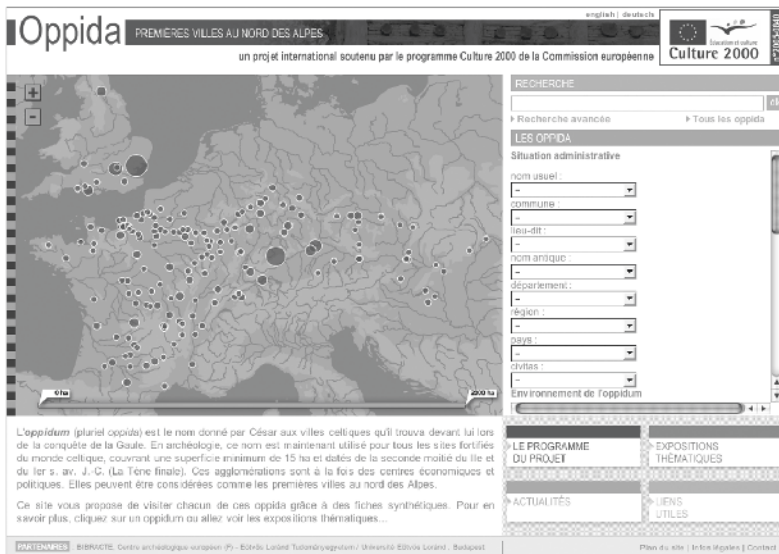 english | deutsch
Oppida PREMIÈRES VILLES AU NORD DES ALPES
un projet international soutenu par le programme Culture 2000 de la Commission européenne
Culture 2000
+
-
RECHERCHE
Recherche avancée
Tous les oppida
LES OPPIDA
Situation administrative
nom usuel :
commune :
lieu-dit :
nom antique :
département :
région :
pays :
civitas :
Environnement de l'oppidum
0 ha
2000 ha
L'oppidum (pluriel oppida) est le nom donné par César aux villes celtiques qu'il trouva devant lui lors
de la conquête de la Gaule. En archéologie, ce nom est maintenant utilisé pour tous les sites fortifiés
du monde celtique, couvrant une superficie minimum de 15 ha et datés de la seconde moitié du IIe et
du Ier s. av. J.-C. (La Tène finale). Ces agglomérations sont à la fois des centres économiques et
politiques. Elles peuvent être considérées comme les premières villes au nord des Alpes.
Ce site vous propose de visiter chacun de ces oppida grâce à des fiches synthétiques. Pour en
savoir plus, cliquez sur un oppidum ou allez voir les expositions thématiques...
LE PROGRAMME
DU PROJET
EXPOSITIONS
THÉMATIQUES
ACTUALITÉS
LIENS
UTILES
PARTENAIRES BIBRACTE, Centre archéologique européen (F) - Eötvös Loránd Tudományegyetem / Université Eötvös Loránd . Budapest
Plan du site | Infos légales | Contact